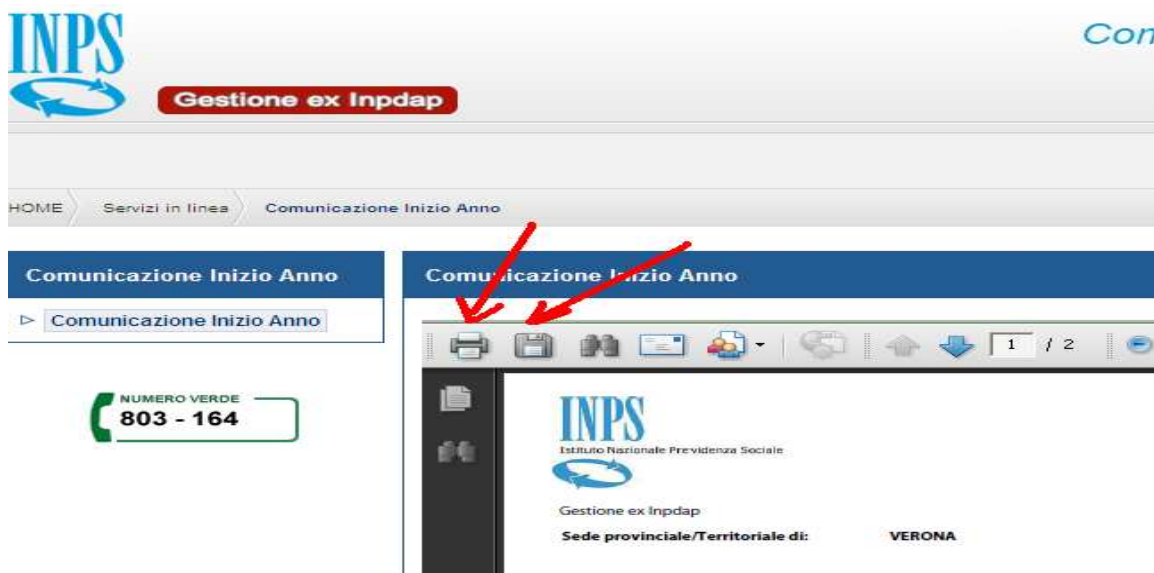 INPS
Con
Gestione ex Inpdap
HOME Servizi in linea Comunicazione Inizio Anno
Comunicazione Inizio Anno
Comunicazione Inizio Anno
Comunicazione Inizio Anno
1 / 2
NUMERO VERDE
803 - 164
INPS
Istituto Nazionale Previdenza Sociale
Gestione ex Inpdap
Sede provinciale/Territoriale di: VERONA